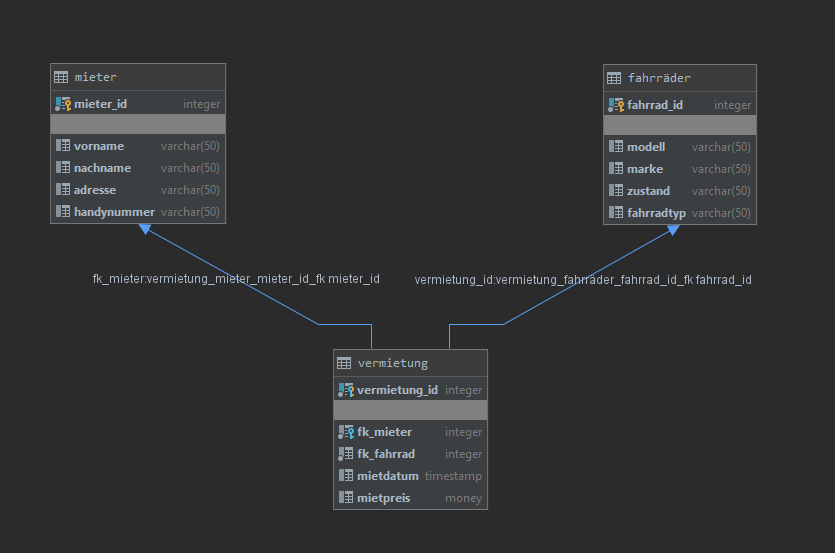 mieter
mieter_id integer
vorname varchar(50)
nachname varchar(50)
adresse varchar(50)
handynummer varchar(50)
fahrräder
fahrrad_id integer
modell varchar(50)
marke varchar(50)
zustand varchar(50)
fahrradtyp varchar(50)
fk_mieter:vermietung_mieter_mieter_id_fk mieter_id
vermietung_id:vermietung_fahrräder_fahrrad_id_fk fahrrad_id
vermietung
vermietung_id integer
fk_mieter integer
fk_fahrrad integer
mietdatum timestamp
mietpreis money